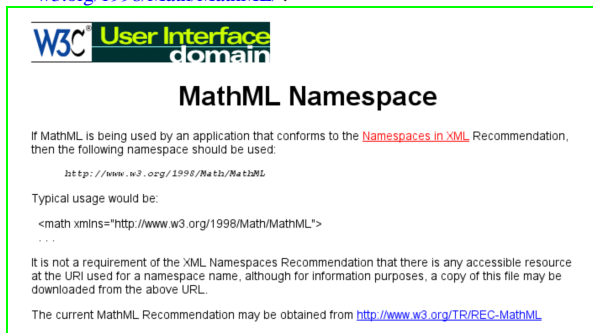 w3.org/1998/Math/MathML/ .
W3C® User Interface
domain
MathML Namespace
If MathML is being used by an application that conforms to the Namespaces in XML Recommendation,
then the following namespace should be used:
http://www.w3.org/1998/Math/MathML
Typical usage would be:
<math xmlns="http://www.w3.org/1998/Math/MathML">
. . .
It is not a requirement of the XML Namespaces Recommendation that there is any accessible resource
at the URI used for a namespace name, although for information purposes, a copy of this file may be
downloaded from the above URL.
The current MathML Recommendation may be obtained from http://www.w3.org/TR/REC-MathML